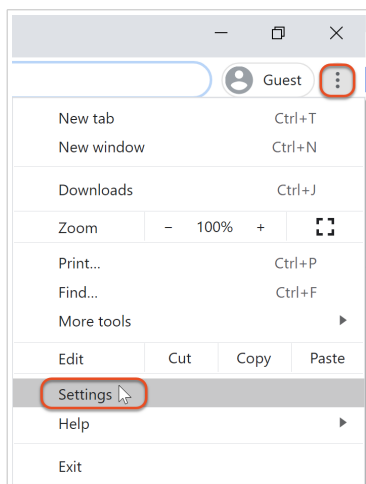 Guest
New tab Ctrl+T
New window Ctrl+N
Downloads Ctrl+J
Zoom − 100% +
Print... Ctrl+P
Find... Ctrl+F
More tools
Edit Cut Copy Paste
Settings
Help
Exit